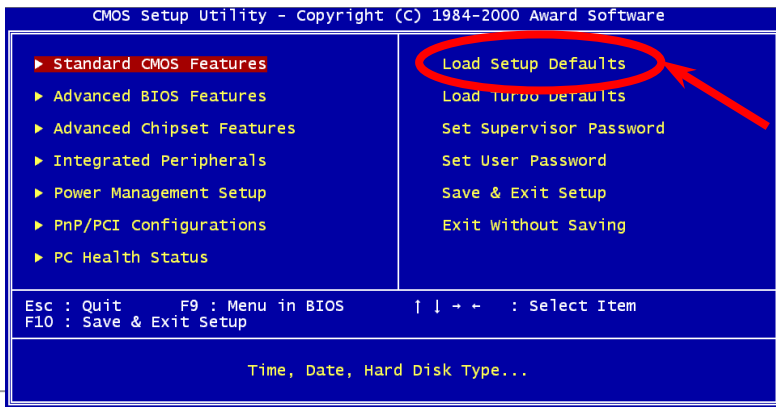 CMOS Setup Utility - Copyright (C) 1984-2000 Award Software
▶ Standard CMOS Features
▶ Advanced BIOS Features
▶ Advanced Chipset Features
▶ Integrated Peripherals
▶ Power Management Setup
▶ PnP/PCI Configurations
▶ PC Health Status
Load Setup Defaults
Load Turbo Defaults
Set Supervisor Password
Set User Password
Save & Exit Setup
Exit Without Saving
Esc : Quit F9 : Menu in BIOS ↑ ↓ → ← : Select Item
F10 : Save & Exit Setup
Time, Date, Hard Disk Type...